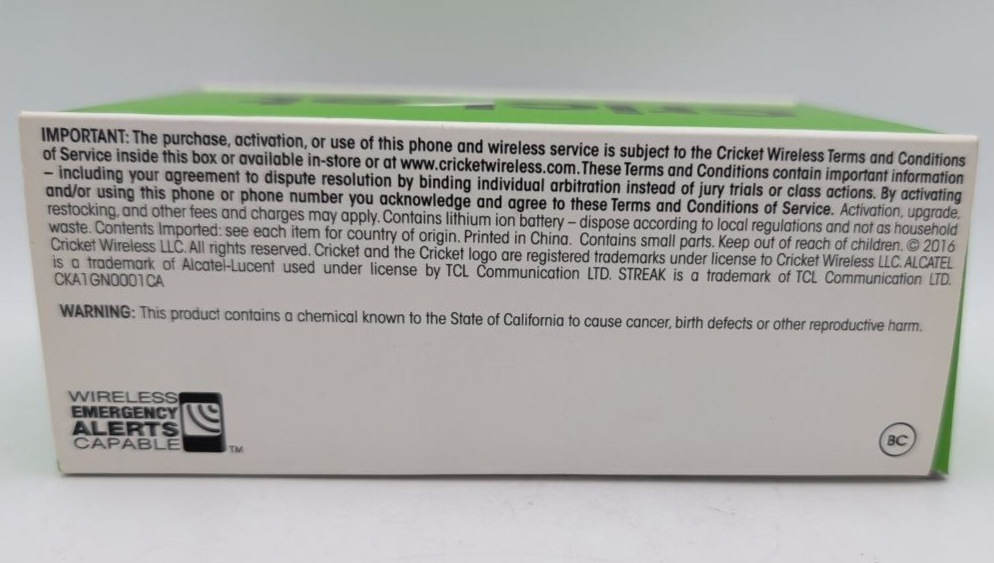 cricket
IMPORTANT: The purchase, activation, or use of this phone and wireless service is subject to the Cricket Wireless Terms and Conditions
of Service inside this box or available in-store or at www.cricketwireless.com. These Terms and Conditions contain important information
– including your agreement to dispute resolution by binding individual arbitration instead of jury trials or class actions. By activating
and/or using this phone or phone number you acknowledge and agree to these Terms and Conditions of Service. Activation, upgrade,
restocking, and other fees and charges may apply. Contains lithium ion battery – dispose according to local regulations and not as household
waste. Contents Imported: see each item for country of origin. Printed in China. Contains small parts. Keep out of reach of children. © 2016
Cricket Wireless LLC. All rights reserved. Cricket and the Cricket logo are registered trademarks under license to Cricket Wireless LLC. ALCATEL
is a trademark of Alcatel-Lucent used under license by TCL Communication LTD. STREAK is a trademark of TCL Communication LTD.
CKA1GN0001CA
WARNING: This product contains a chemical known to the State of California to cause cancer, birth defects or other reproductive harm.
WIRELESS
EMERGENCY
ALERTS
CAPABLE TM
BC